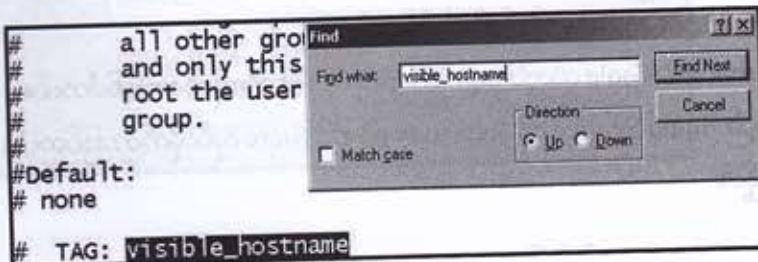 # all other gro
# and only this
# root the user
# group.
#
#Default:
# none
# TAG: visible_hostname
Find
Find what: visible_hostname
Find Next
Cancel
Direction
Up Down
Match case